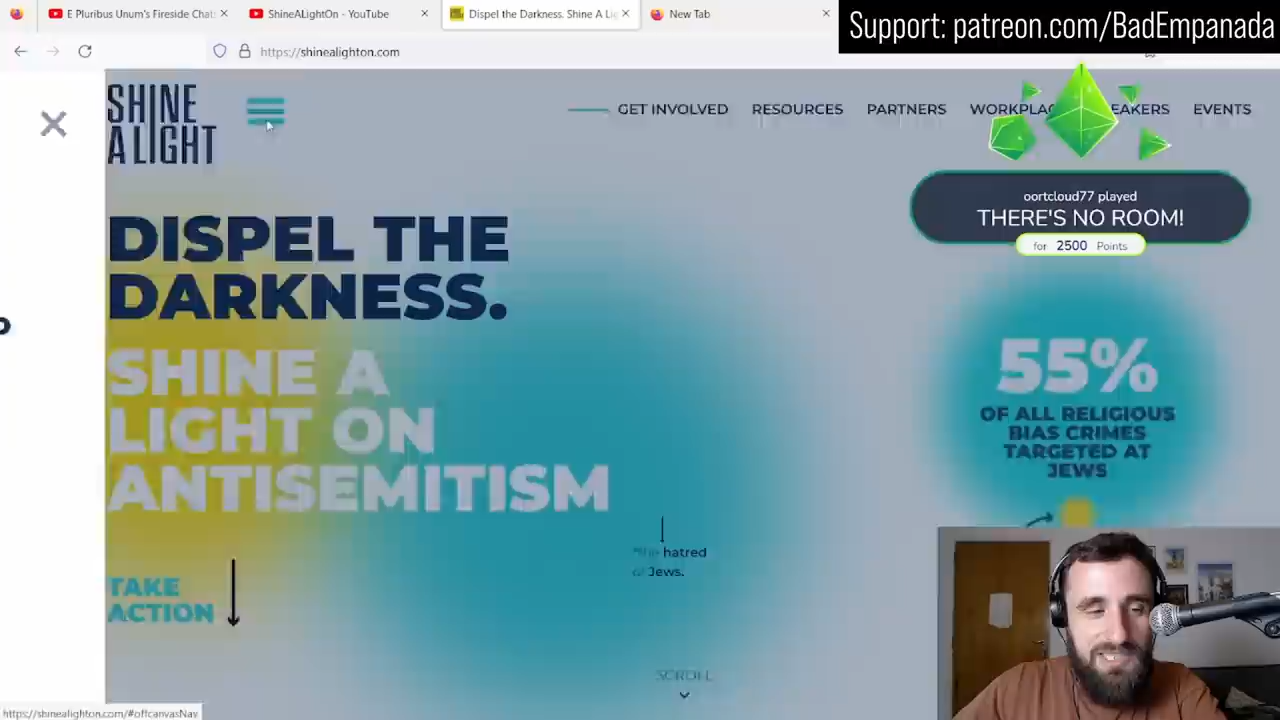 E Pluribus Unum's Fireside Chat
ShineALightOn - YouTube
Dispel the Darkness. Shine A Li
New Tab
Support: patreon.com/BadEmpanada
https://shinealighton.com
SHINE
A LIGHT
GET INVOLVED RESOURCES PARTNERS WORKPLAC EAKERS EVENTS
oortcloud77 played
THERE'S NO ROOM!
for 2500 Points
DISPEL THE
DARKNESS.
SHINE A
LIGHT ON
ANTISEMITISM
55%
OF ALL RELIGIOUS
BIAS CRIMES
TARGETED AT
JEWS
hatred
of Jews.
TAKE
ACTION
SCROLL
https://shinealighton.com/#offcanvasNav